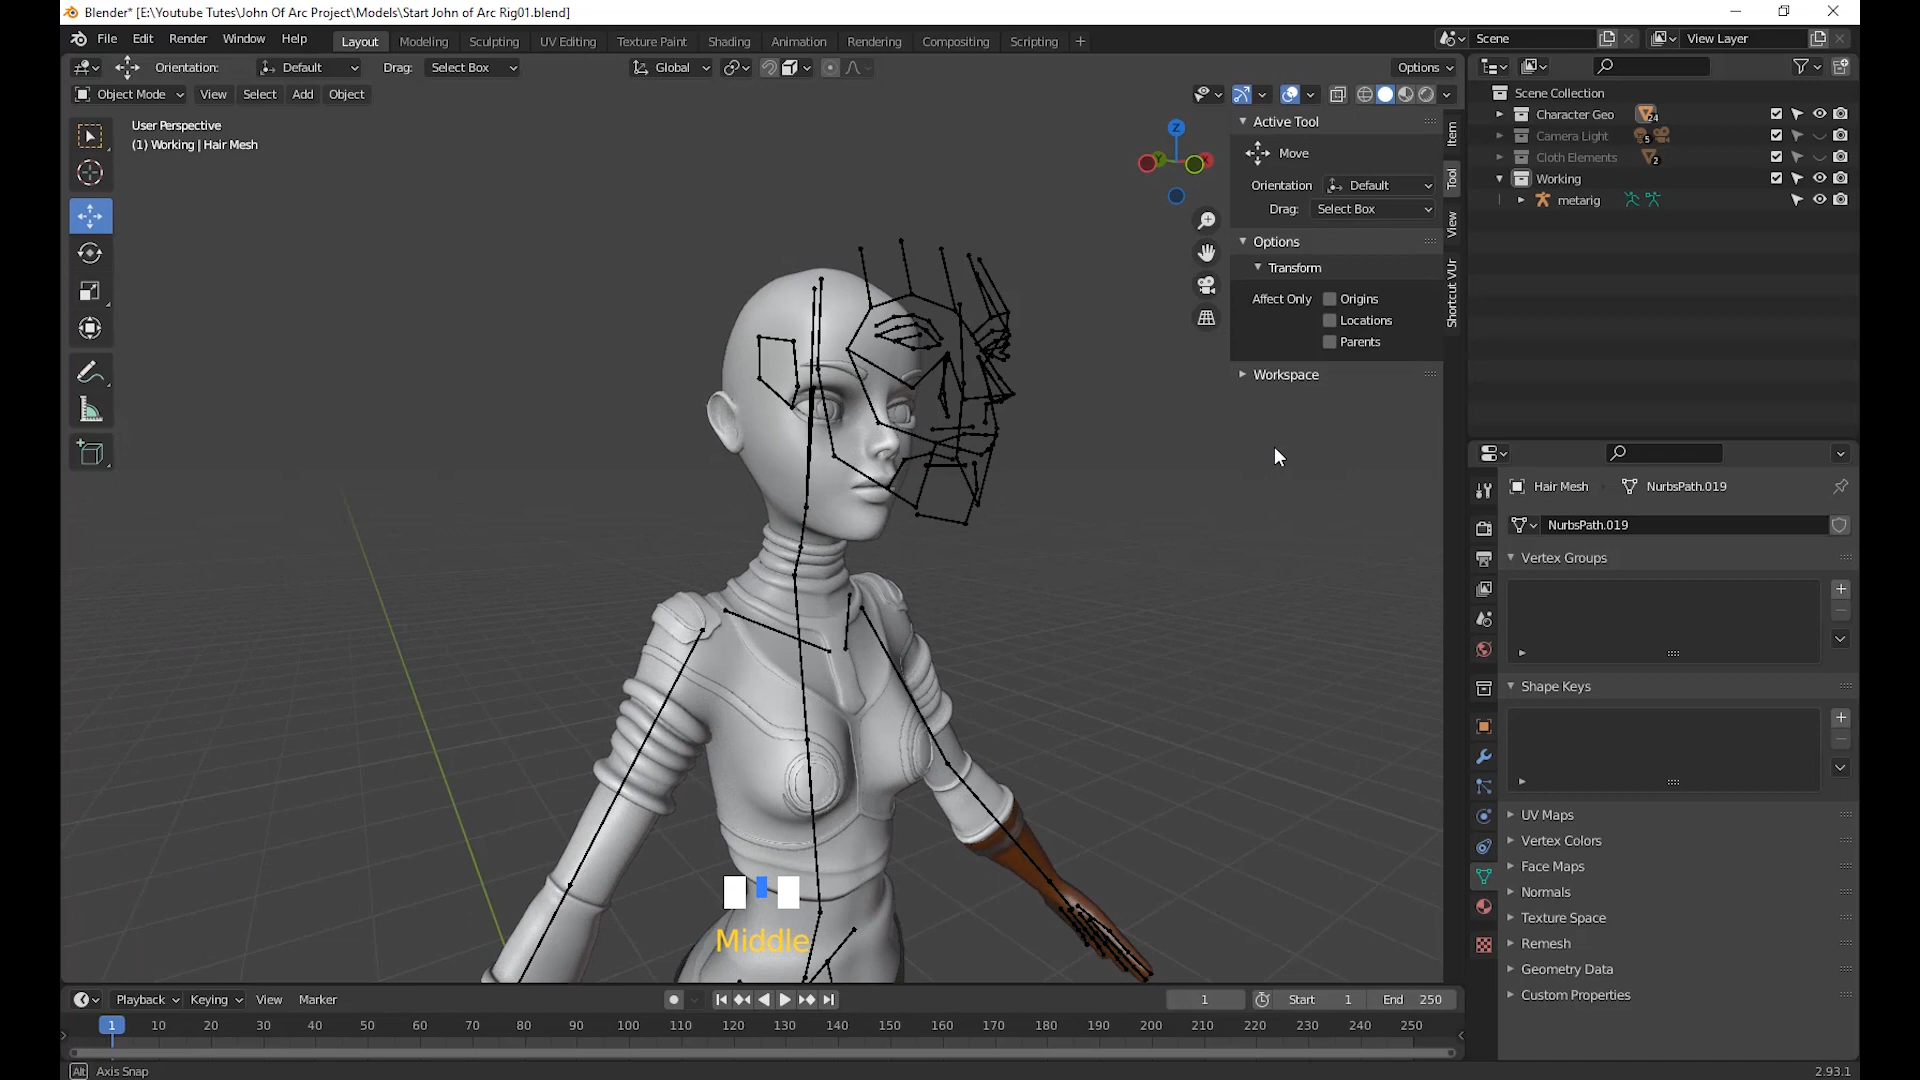 Blender* [E:\Youtube Tutes\John Of Arc Project\Models\Start John of Arc Rig01.blend]
File Edit Render Window Help Layout Modeling Sculpting UV Editing Texture Paint Shading Animation Rendering Compositing Scripting + Scene View Layer
Orientation: Default Drag: Select Box Global Options
Object Mode View Select Add Object
User Perspective
(1) Working | Hair Mesh
Z
Y
X
Active Tool
Move
Orientation Default
Drag: Select Box
Options
Transform
Affect Only Origins
Locations
Parents
Workspace
Item
Tool
View
Shortcut VUr
Scene Collection
Character Geo 24
Camera Light 5
Cloth Elements 2
Working
metarig
Hair Mesh NurbsPath.019
NurbsPath.019
Vertex Groups
Shape Keys
UV Maps
Vertex Colors
Face Maps
Normals
Texture Space
Remesh
Geometry Data
Custom Properties
Middle
Playback Keying View Marker 1 Start 1 End 250
1 10 20 30 40 50 60 70 80 90 100 110 120 130 140 150 160 170 180 190 200 210 220 230 240 250
Alt Axis Snap 2.93.1